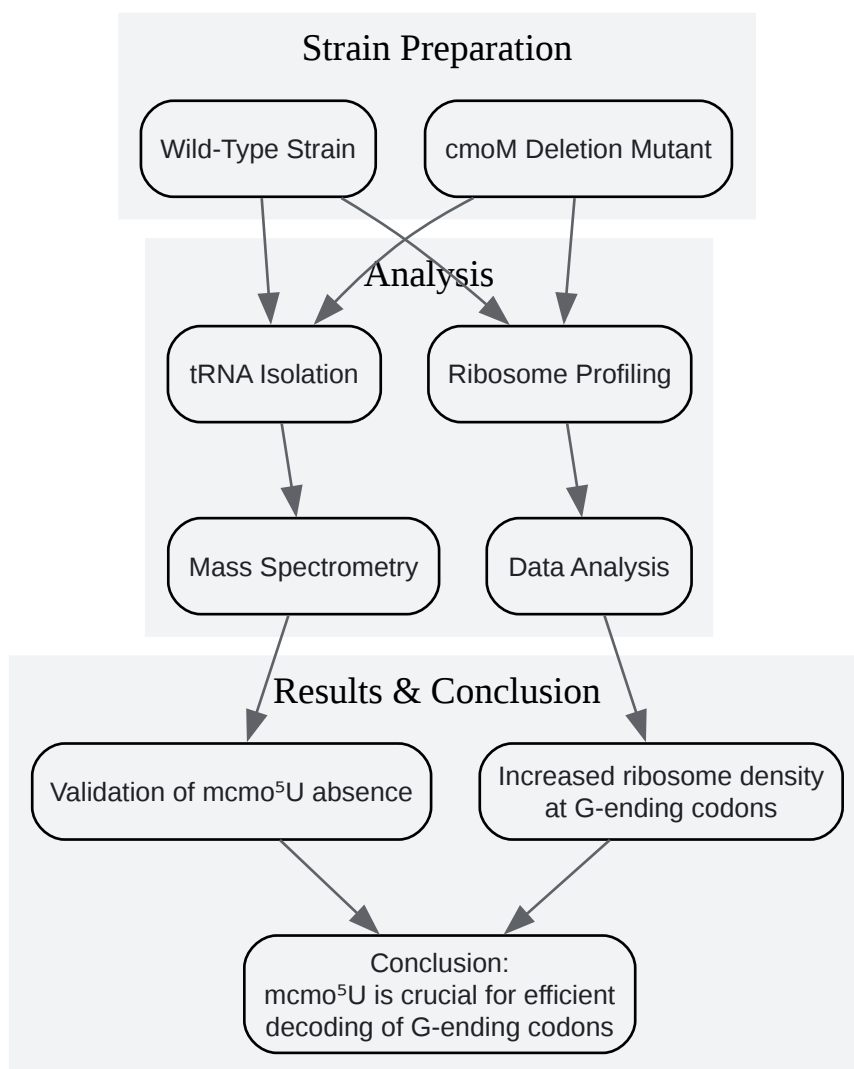 Strain Preparation
Wild-Type Strain
cmoM Deletion Mutant
Analysis
tRNA Isolation
Ribosome Profiling
Mass Spectrometry
Data Analysis
Results & Conclusion
Validation of mcmo⁵U absence
Increased ribosome density
at G-ending codons
Conclusion:
mcmo⁵U is crucial for efficient
decoding of G-ending codons